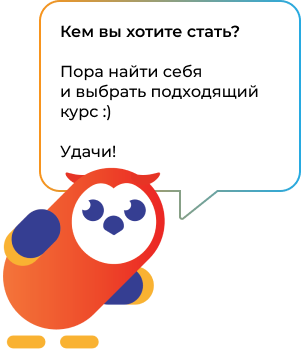 Кем вы хотите стать?
Пора найти себя
и выбрать подходящий
курс :)
Удачи!